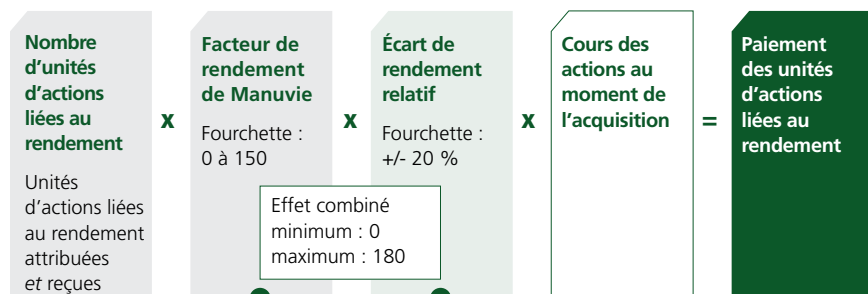 Nombre
d’unités
d’actions
liées au
rendement
Unités
d’actions liées
au rendement
attribuées
et reçues
x
Facteur de
rendement
de Manuvie
Fourchette :
0 à 150
x
Écart de
rendement
relatif
Fourchette :
+/- 20 %
Effet combiné
minimum : 0
maximum : 180
x
Cours des
actions au
moment de
l’acquisition
=
Paiement
des unités
d’actions
liées au
rendement